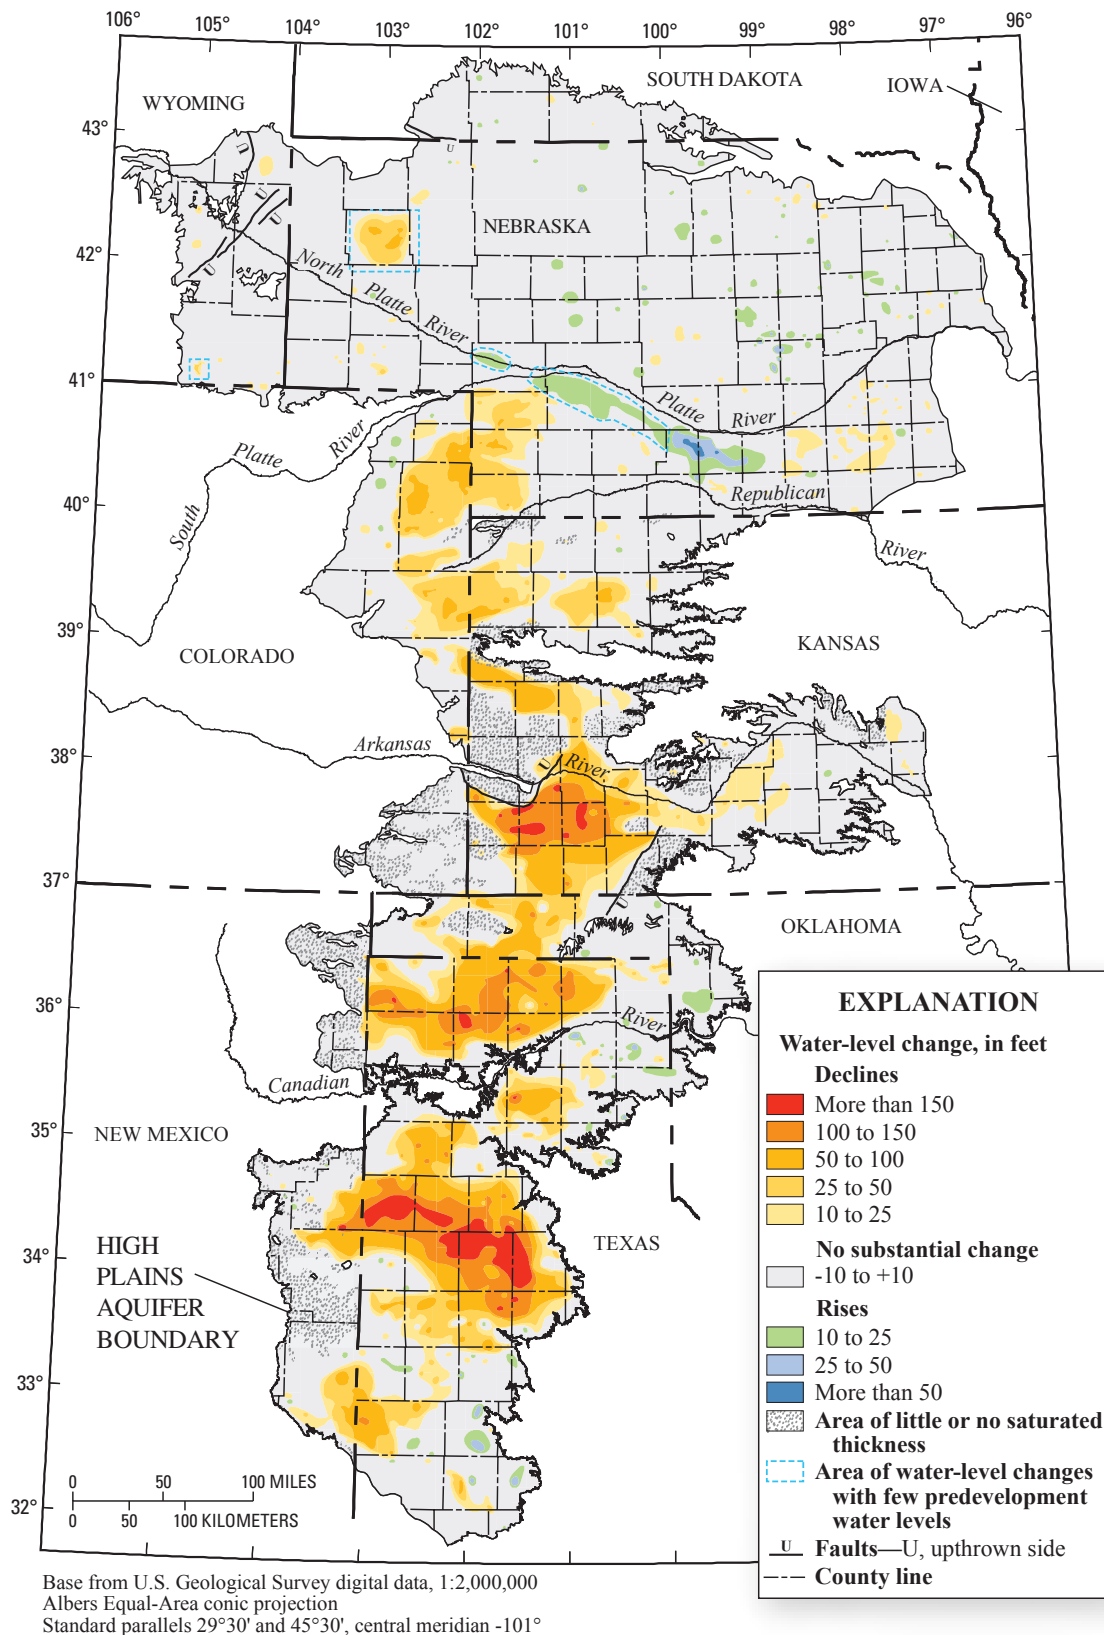 106° 105° 104° 103° 102° 101° 100° 99° 98° 97° 96°
SOUTH DAKOTA
IOWA
WYOMING
43°
U
U
NEBRASKA
U
U
42°
U
North
Platte
River
41°
Platte
River
River
Platte
South
Republican
River
40°
39°
COLORADO
KANSAS
38°
Arkansas
U
River
37°
U
OKLAHOMA
36°
River
Canadian
35°
NEW MEXICO
TEXAS
34°
HIGH
PLAINS
AQUIFER
BOUNDARY
33°
32°
0 50 100 MILES
0 50 100 KILOMETERS
EXPLANATION
Water-level change, in feet
Declines
More than 150
100 to 150
50 to 100
25 to 50
10 to 25
No substantial change
-10 to +10
Rises
10 to 25
25 to 50
More than 50
Area of little or no saturated
thickness
Area of water-level changes
with few predevelopment
water levels
U Faults—U, upthrown side
County line
Base from U.S. Geological Survey digital data, 1:2,000,000
Albers Equal-Area conic projection
Standard parallels 29°30' and 45°30', central meridian -101°